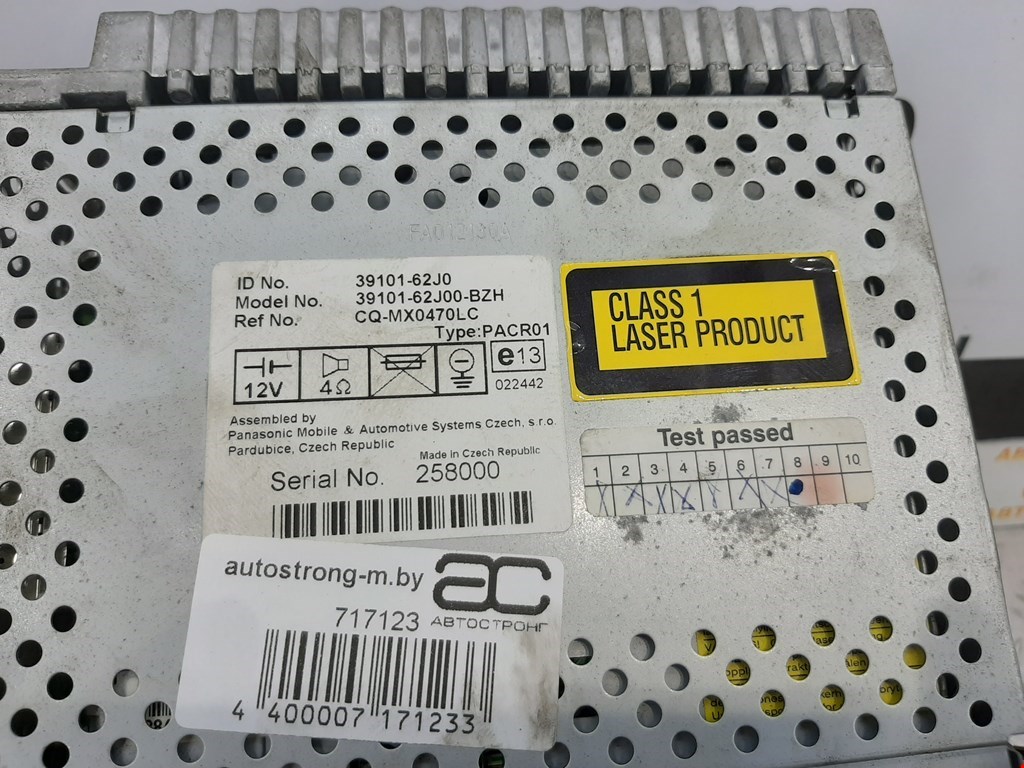 ID No. 39101-62J0
Model No. 39101-62J00-BZH
Ref No. CQ-MX0470LC
Type:PACR01
12V 4Ω e13
022442
Assembled by
Panasonic Mobile & Automotive Systems Czech, s.r.o.
Pardubice, Czech Republic
Made in Czech Republic
Serial No. 258000
CLASS 1
LASER PRODUCT
Test passed
1 2 3 4 5 6 7 8 9 10
autostrong-m.by
ac
717123 АВТОСТРОНГ
4 400007 171233